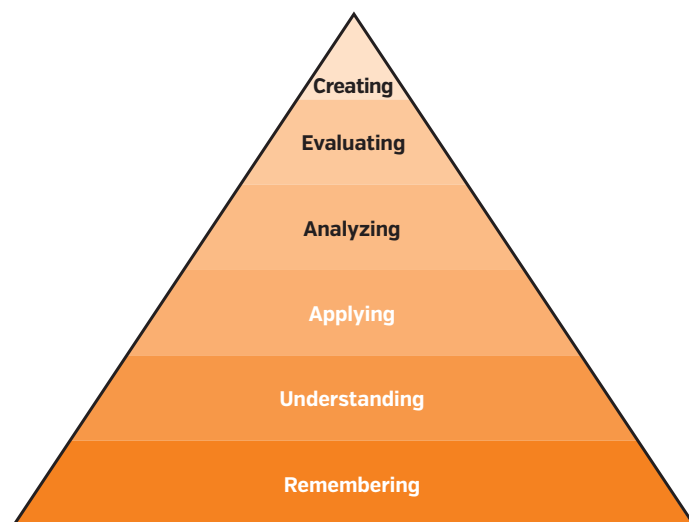 Creating
Evaluating
Analyzing
Applying
Understanding
Remembering